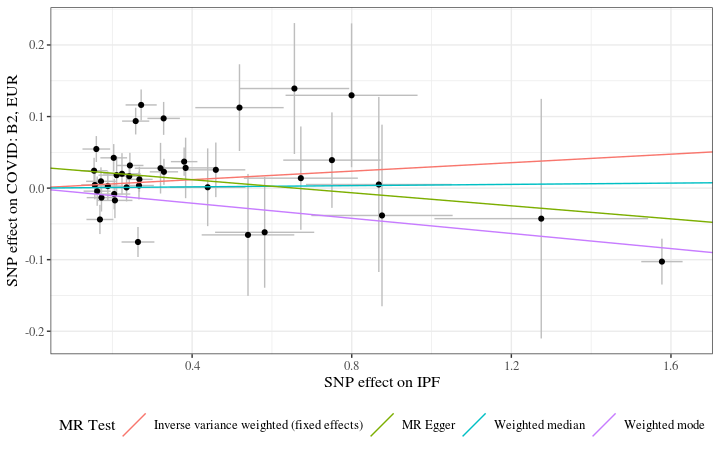 SNP effect on COVID: B2, EUR
0.2
0.1
0.0
-0.1
-0.2
0.4 0.8 1.2 1.6
SNP effect on IPF
MR Test Inverse variance weighted (fixed effects) MR Egger Weighted median Weighted mode